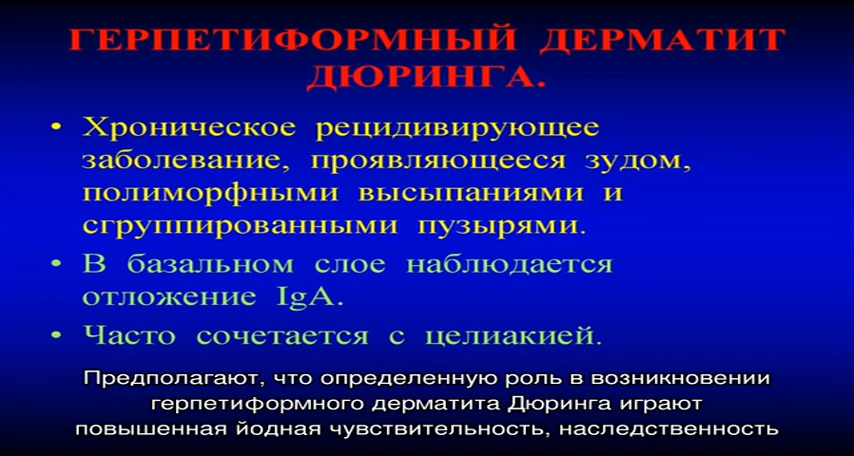 ГЕРПЕТИФОРМНЫЙ ДЕРМАТИТ
ДЮРИНГА.
• Хроническое рецидивирующее
заболевание, проявляющееся зудом,
полиморфными высыпаниями и
сгруппированными пузырями.
• В базальном слое наблюдается
отложение IgA.
• Часто сочетается с целиакией.
Предполагают, что определенную роль в возникновении
герпетиформного дерматита Дюринга играют
повышенная йодная чувствительность, наследственность